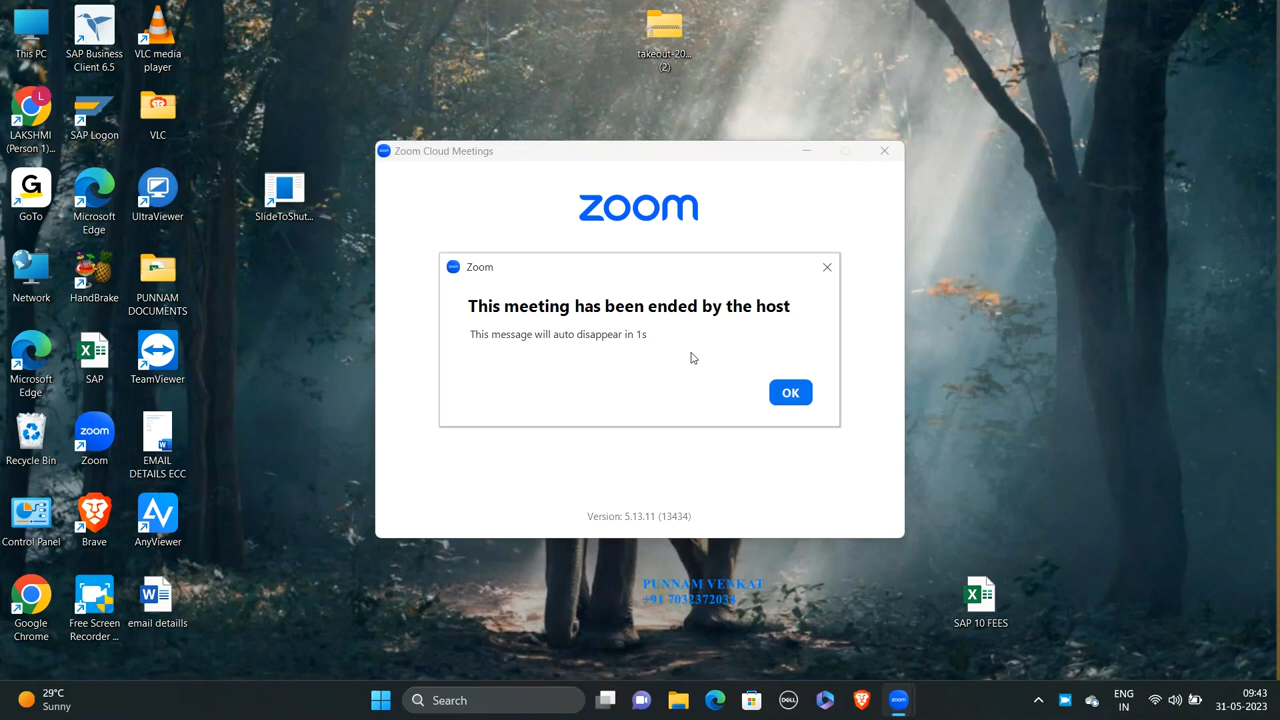 This PC
SAP Business
Client 6.5
VLC media
player
takeout-20...
(2)
L
LAKSHMI
(Person 1)...
SAP Logon
VLC
Zoom Cloud Meetings
zoom
G
GoTo
Microsoft
Edge
UltraViewer
SlideToShut...
Zoom
This meeting has been ended by the host
This message will auto disappear in 1s
OK
Network
HandBrake
PUNNAM
DOCUMENTS
Microsoft
Edge
SAP
TeamViewer
zoom
Recycle Bin
Zoom
EMAIL
DETAILS ECC
Version: 5.13.11 (13434)
Control Panel
Brave
AnyViewer
PUNNAM VENKAT
+91 7032372034
Google
Chrome
Free Screen
Recorder ...
email detaills
SAP 10 FEES
29°C
Sunny
Search
DELL
zoom
ENG
IN
09:43
31-05-2023